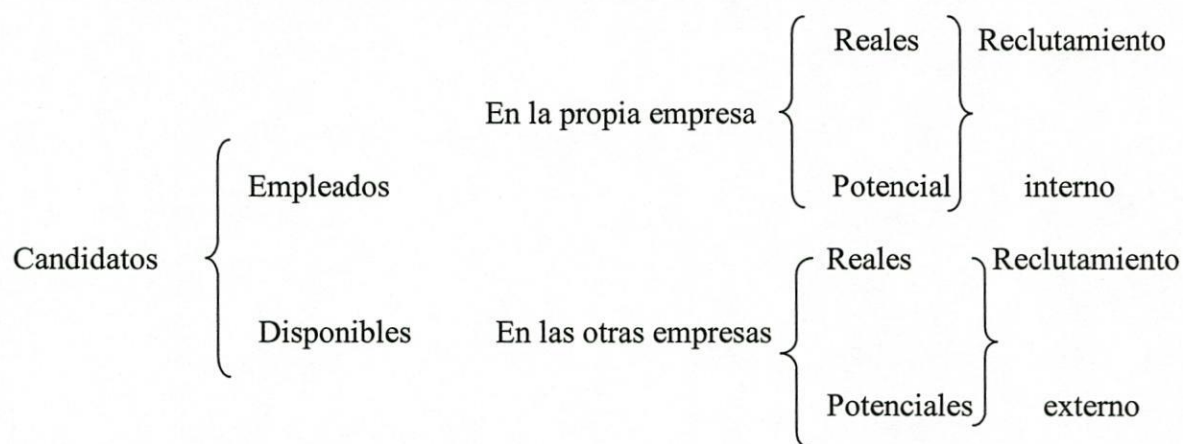 Reales Reclutamiento
En la propia empresa
Empleados Potencial interno
Candidatos Reales Reclutamiento
Disponibles En las otras empresas
Potenciales externo